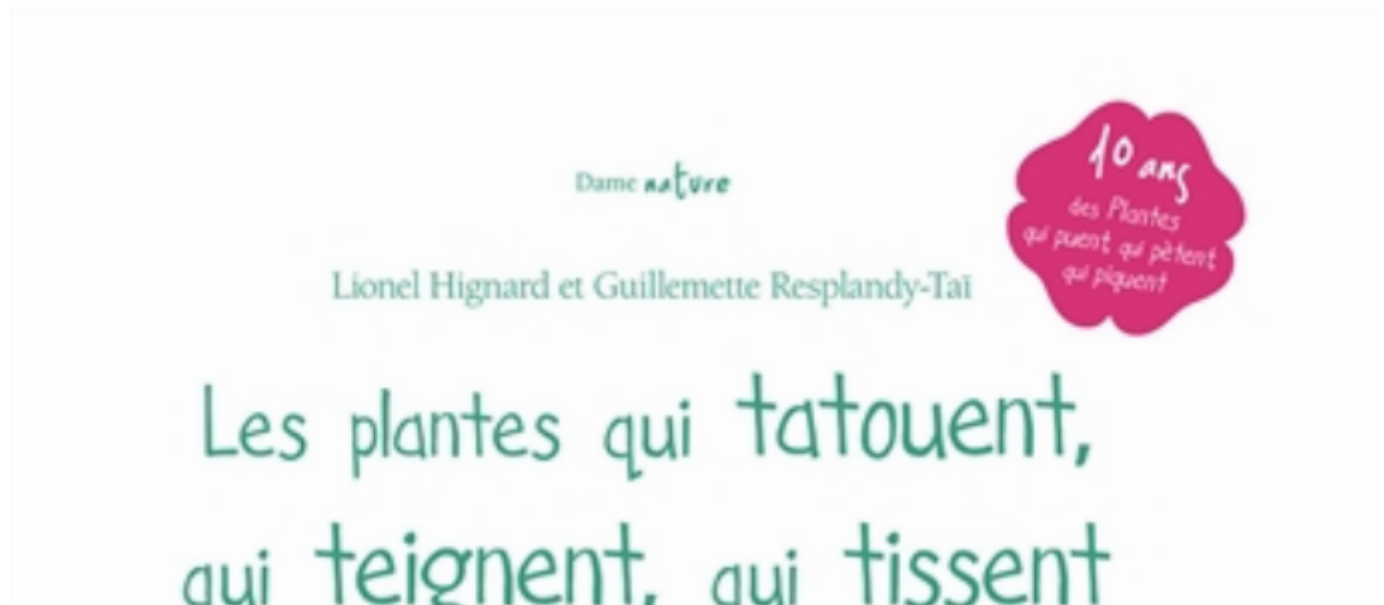 Dame nature
10 ans
des Plantes
qui puent qui pètent
qui piquent
Lionel Hignard et Guillemette Resplandy-Taï
Les plantes qui tatouent,
qui teignent, qui tissent